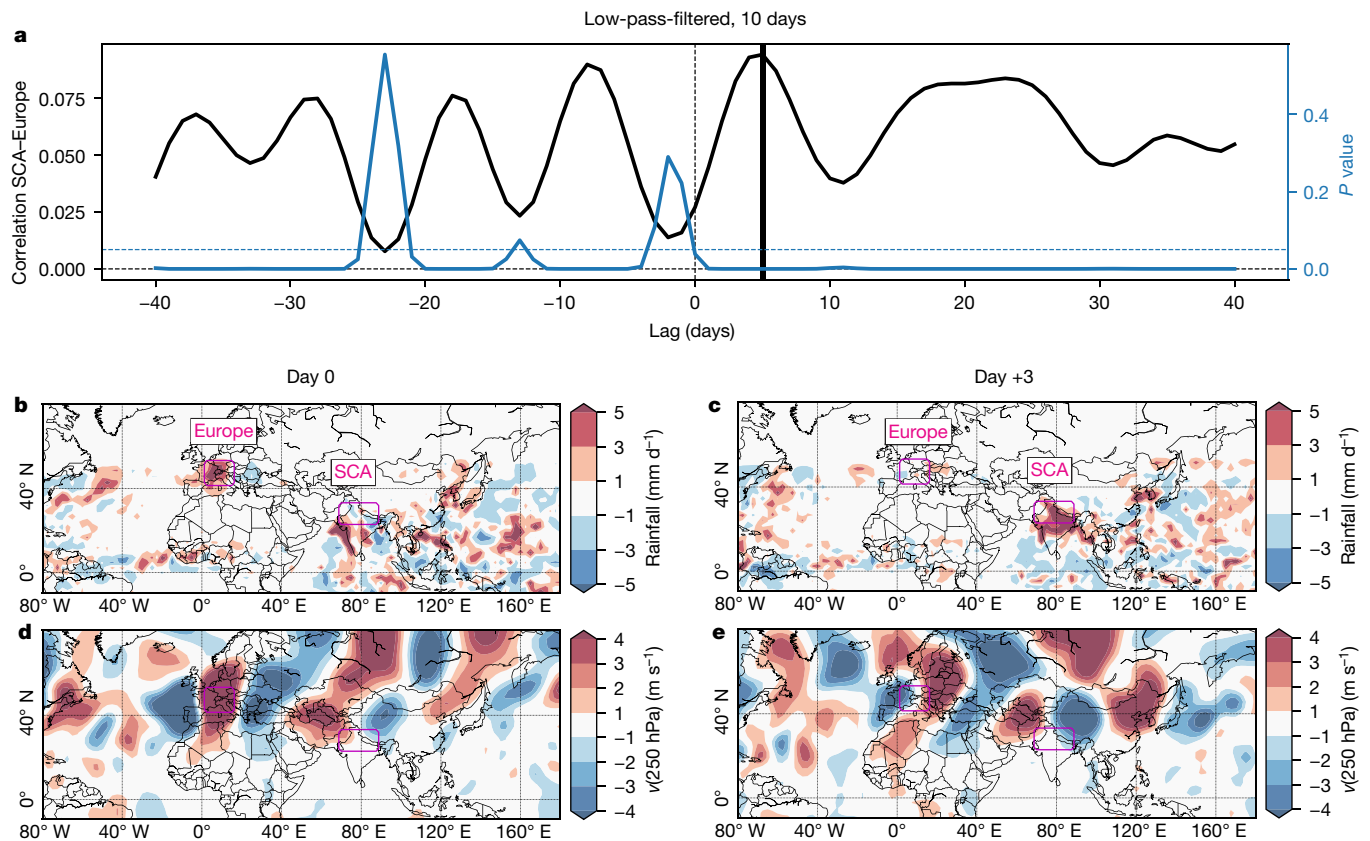 Low-pass-filtered, 10 days
a
Correlation SCA–Europe
0.075
0.050
0.025
0.000
0.4
0.2
0.0
P value
−40
−30
−20
−10
0
10
20
30
40
Lag (days)
Day 0
b
Europe
SCA
40° N
0°
80° W
40° W
0°
40° E
80° E
120° E
160° E
5
3
1
−1
−3
−5
Rainfall (mm d−1)
Day +3
c
Europe
SCA
40° N
0°
80° W
40° W
0°
40° E
80° E
120° E
160° E
5
3
1
−1
−3
−5
Rainfall (mm d−1)
d
40° N
0°
80° W
40° W
0°
40° E
80° E
120° E
160° E
4
3
2
1
−1
−2
−3
−4
v(250 hPa) (m s−1)
e
40° N
0°
80° W
40° W
0°
40° E
80° E
120° E
160° E
4
3
2
1
−1
−2
−3
−4
v(250 hPa) (m s−1)